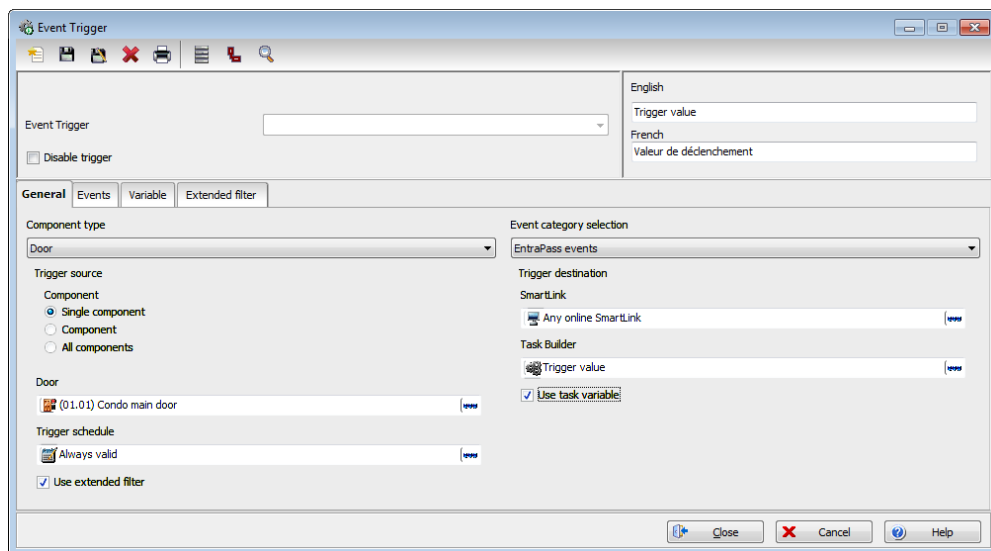 Event Trigger
English
Trigger value
Event Trigger
French
Valeur de déclenchement
Disable trigger
General Events Variable Extended filter
Component type
Event category selection
Door
EntraPass events
Trigger source
Trigger destination
Component
SmartLink
Single component
Any online SmartLink
Component
All components
Task Builder
Trigger value
Door
Use task variable
(01.01) Condo main door
Trigger schedule
Always valid
Use extended filter
Close Cancel Help